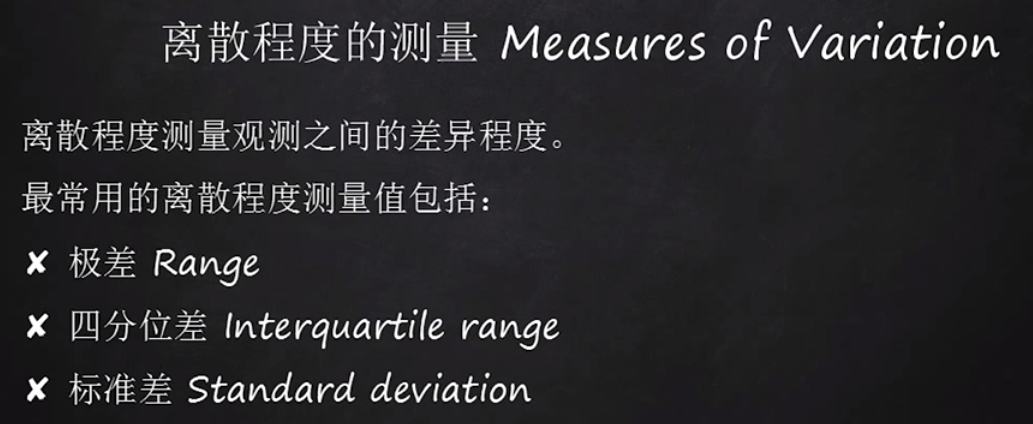 离散程度的测量 Measures of Variation
离散程度测量观测之间的差异程度。
最常用的离散程度测量值包括：
✘ 极差 Range
✘ 四分位差 Interquartile range
✘ 标准差 Standard deviation